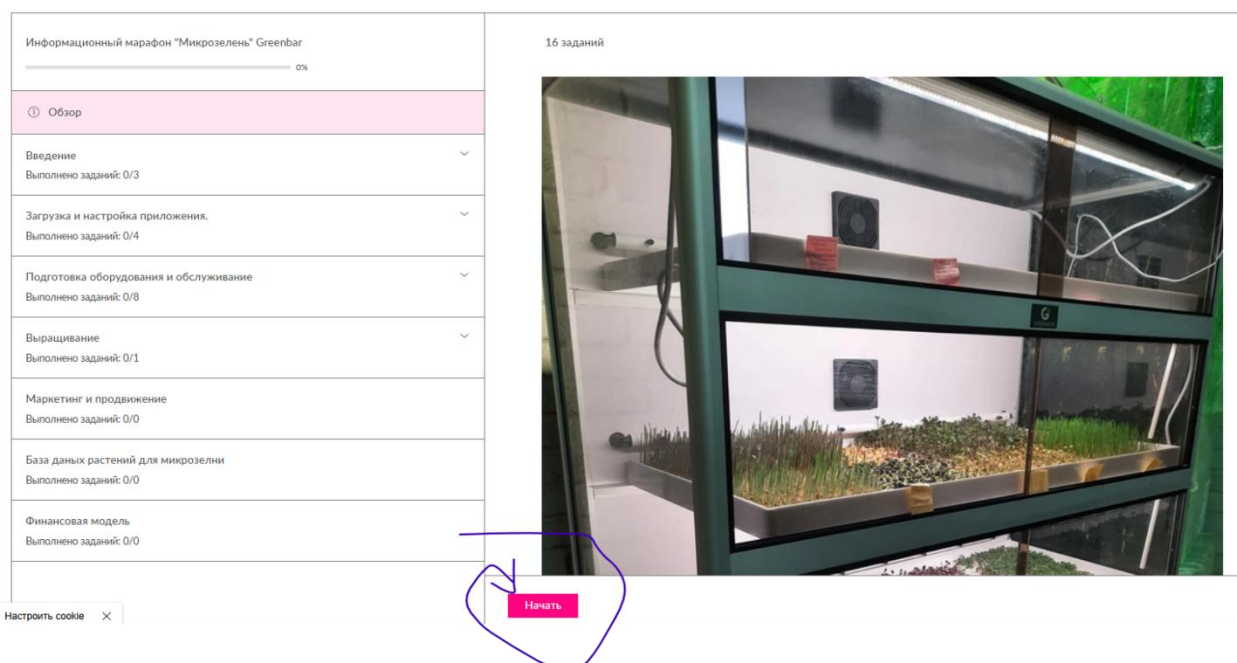 Информационный марафон "Микрозелень" Greenbar
0%
Обзор
Введение
Выполнено заданий: 0/3
Загрузка и настройка приложения.
Выполнено заданий: 0/4
Подготовка оборудования и обслуживание
Выполнено заданий: 0/8
Выращивание
Выполнено заданий: 0/1
Маркетинг и продвижение
Выполнено заданий: 0/0
База даных растений для микрозелни
Выполнено заданий: 0/0
Финансовая модель
Выполнено заданий: 0/0
Настроить cookie
16 заданий
Начать